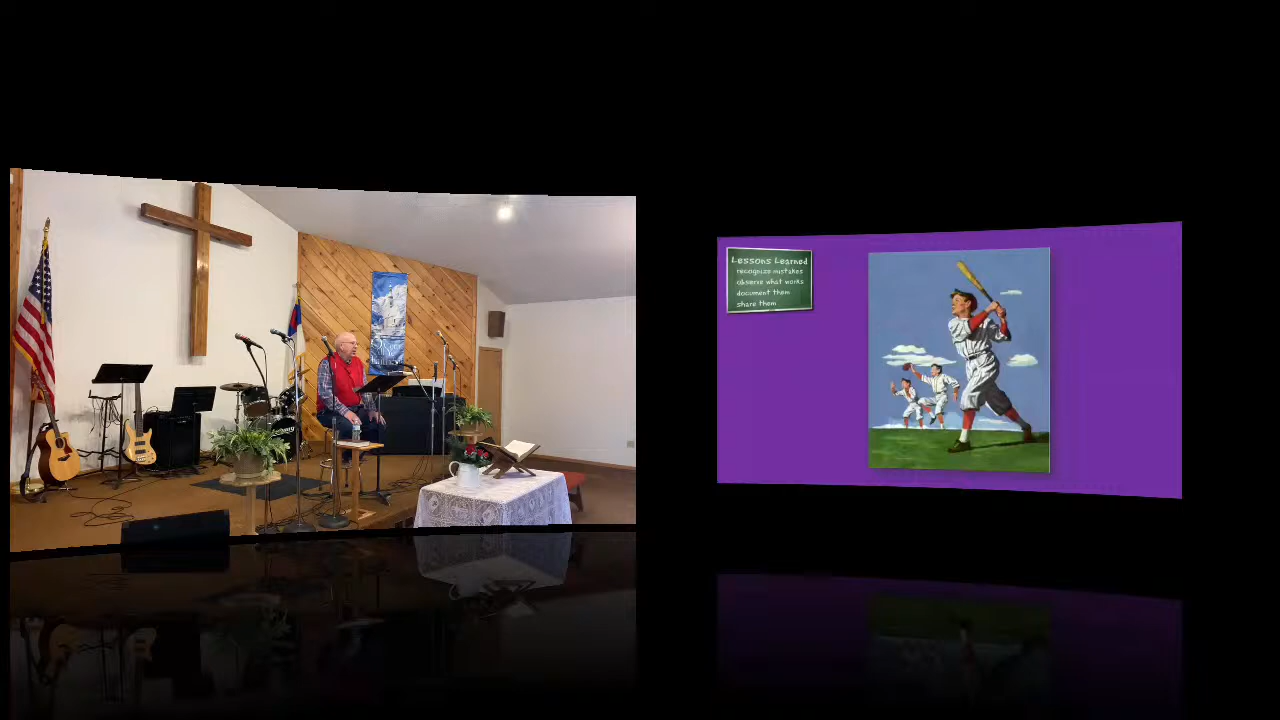 Lessons Learned
recognize mistakes
observe what works
document them
share them